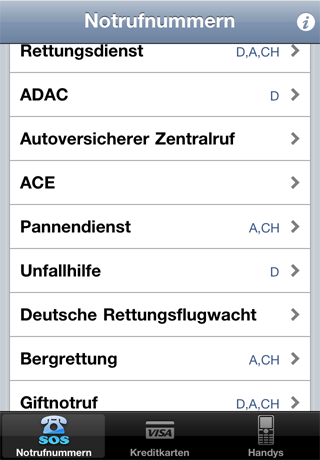 Notrufnummern
i
Rettungsdienst D,A,CH
ADAC D
Autoversicherer Zentralruf
ACE
Pannendienst A,CH
Unfallhilfe D
Deutsche Rettungsflugwacht
Bergrettung A,CH
Giftnotruf D,A,CH
SOS VISA
Notrufnummern Kreditkarten Handys